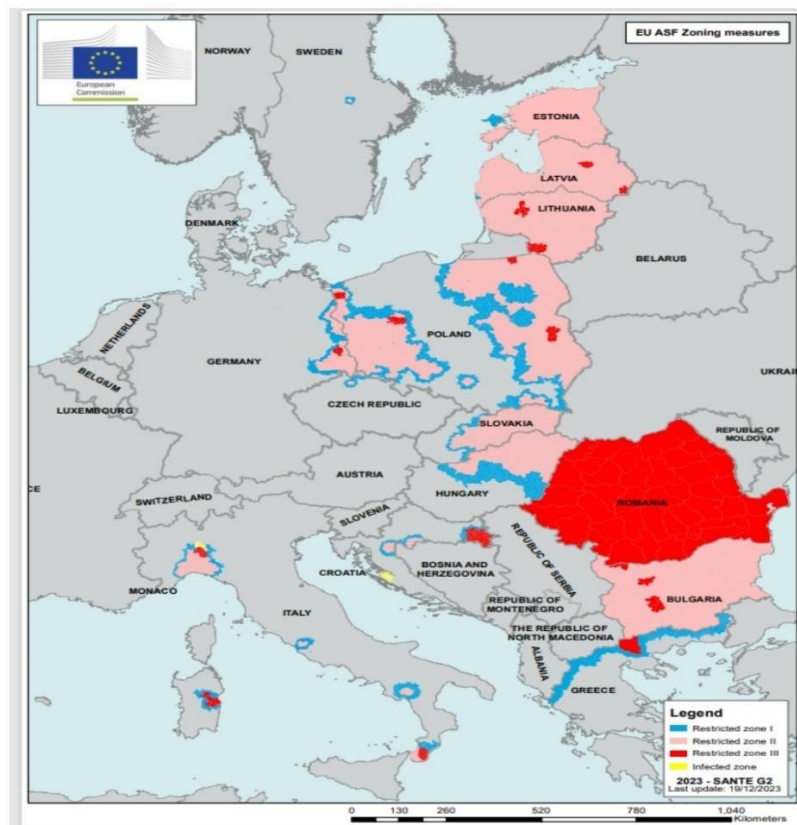 EU ASF Zoning measures
European
Commission
NORWAY
SWEDEN
ESTONIA
LATVIA
LITHUANIA
DENMARK
BELARUS
NETHERLANDS
POLAND
GERMANY
BELGIUM
UKRAIN
LUXEMBOURG
CZECH REPUBLIC
SLOVAKIA
REPUBLIC OF
MOLDOVA
CE
AUSTRIA
HUNGARY
ROMANIA
SWITZERLAND
SLOVENIA
CROATIA
BOSNIA AND
HERZEGOVINA
REPUBLIC OF SERBIA
MONACO
ITALY
REPUBLIC OF
MONTENEGRO
BULGARIA
THE REPUBLIC OF
NORTH MACEDONIA
ALBANIA
GREECE
Legend
Restricted zone I
Restricted zone II
Restricted zone III
Infected zone
2023 - SANTE G2
Last update: 19/12/2023
0 130 260 520 780 1,040
Kilometers